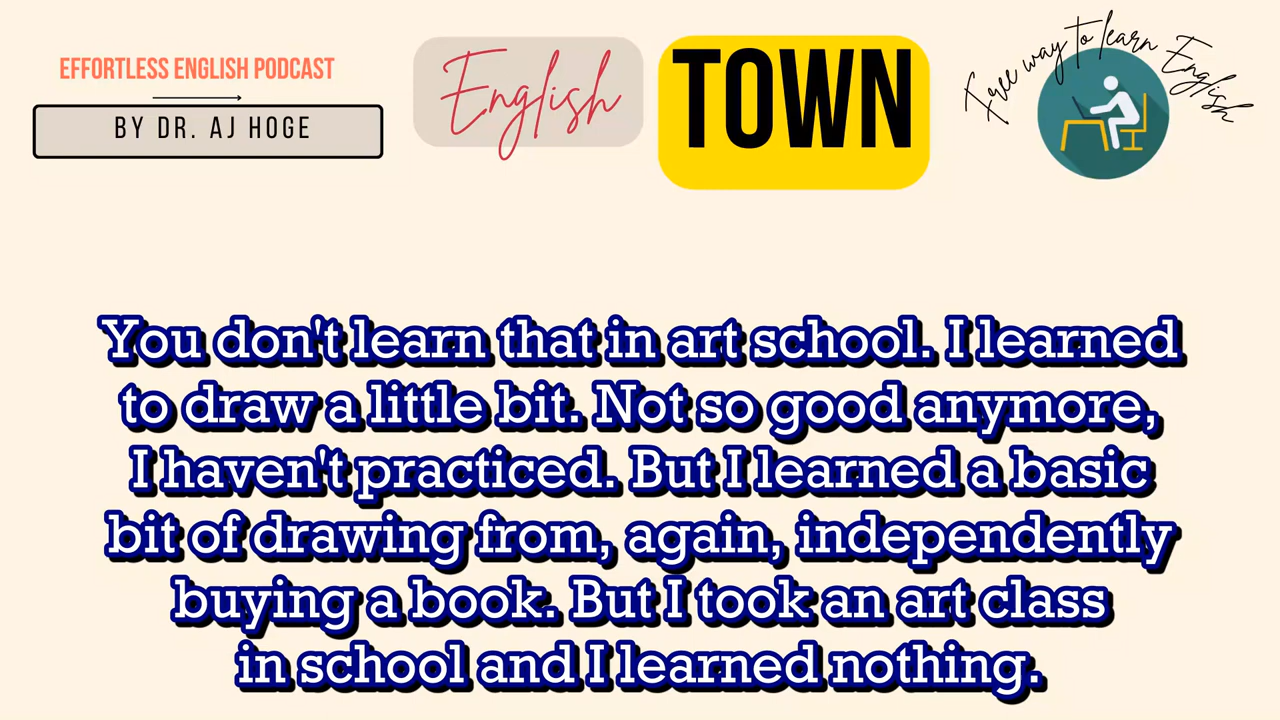 EFFORTLESS ENGLISH PODCAST
BY DR. AJ HOGE
English
TOWN
Free way to learn English
You don't learn that in art school. I learned
to draw a little bit. Not so good anymore,
I haven't practiced. But I learned a basic
bit of drawing from, again, independently
buying a book. But I took an art class
in school and I learned nothing.